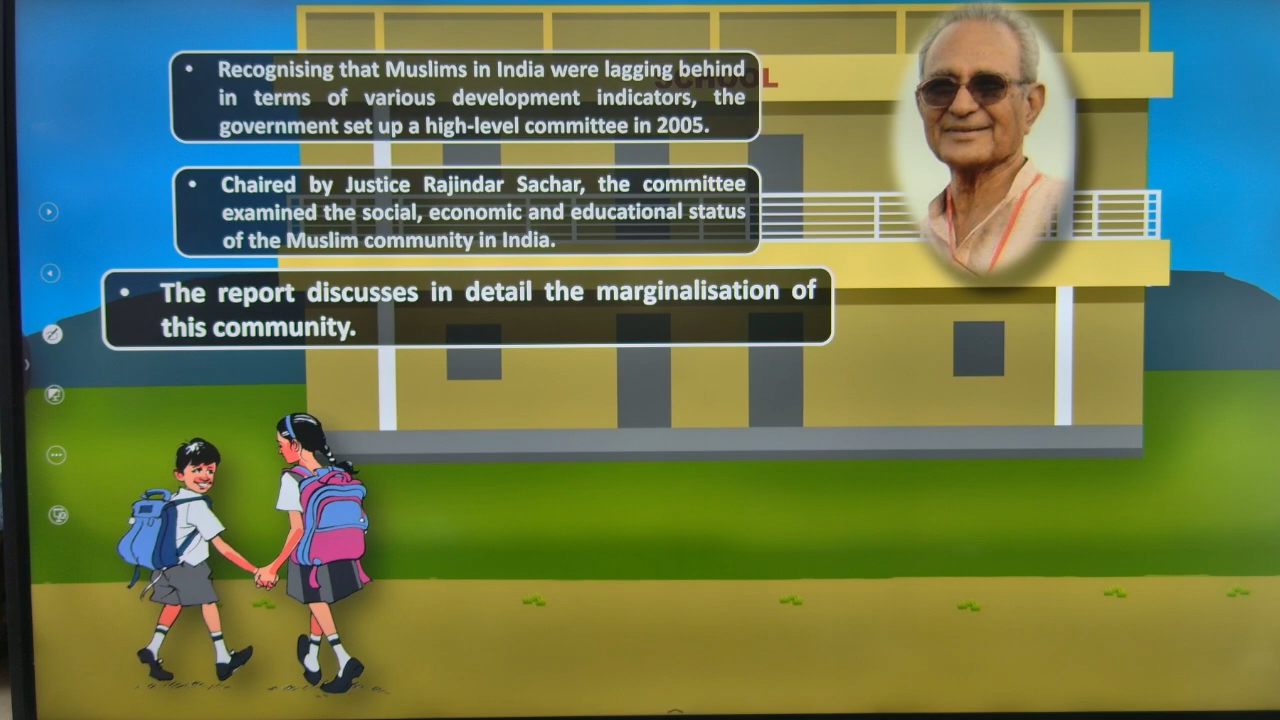 SCHOOL
• Recognising that Muslims in India were lagging behind
in terms of various development indicators, the
government set up a high-level committee in 2005.
• Chaired by Justice Rajindar Sachar, the committee
examined the social, economic and educational status
of the Muslim community in India.
• The report discusses in detail the marginalisation of
this community.